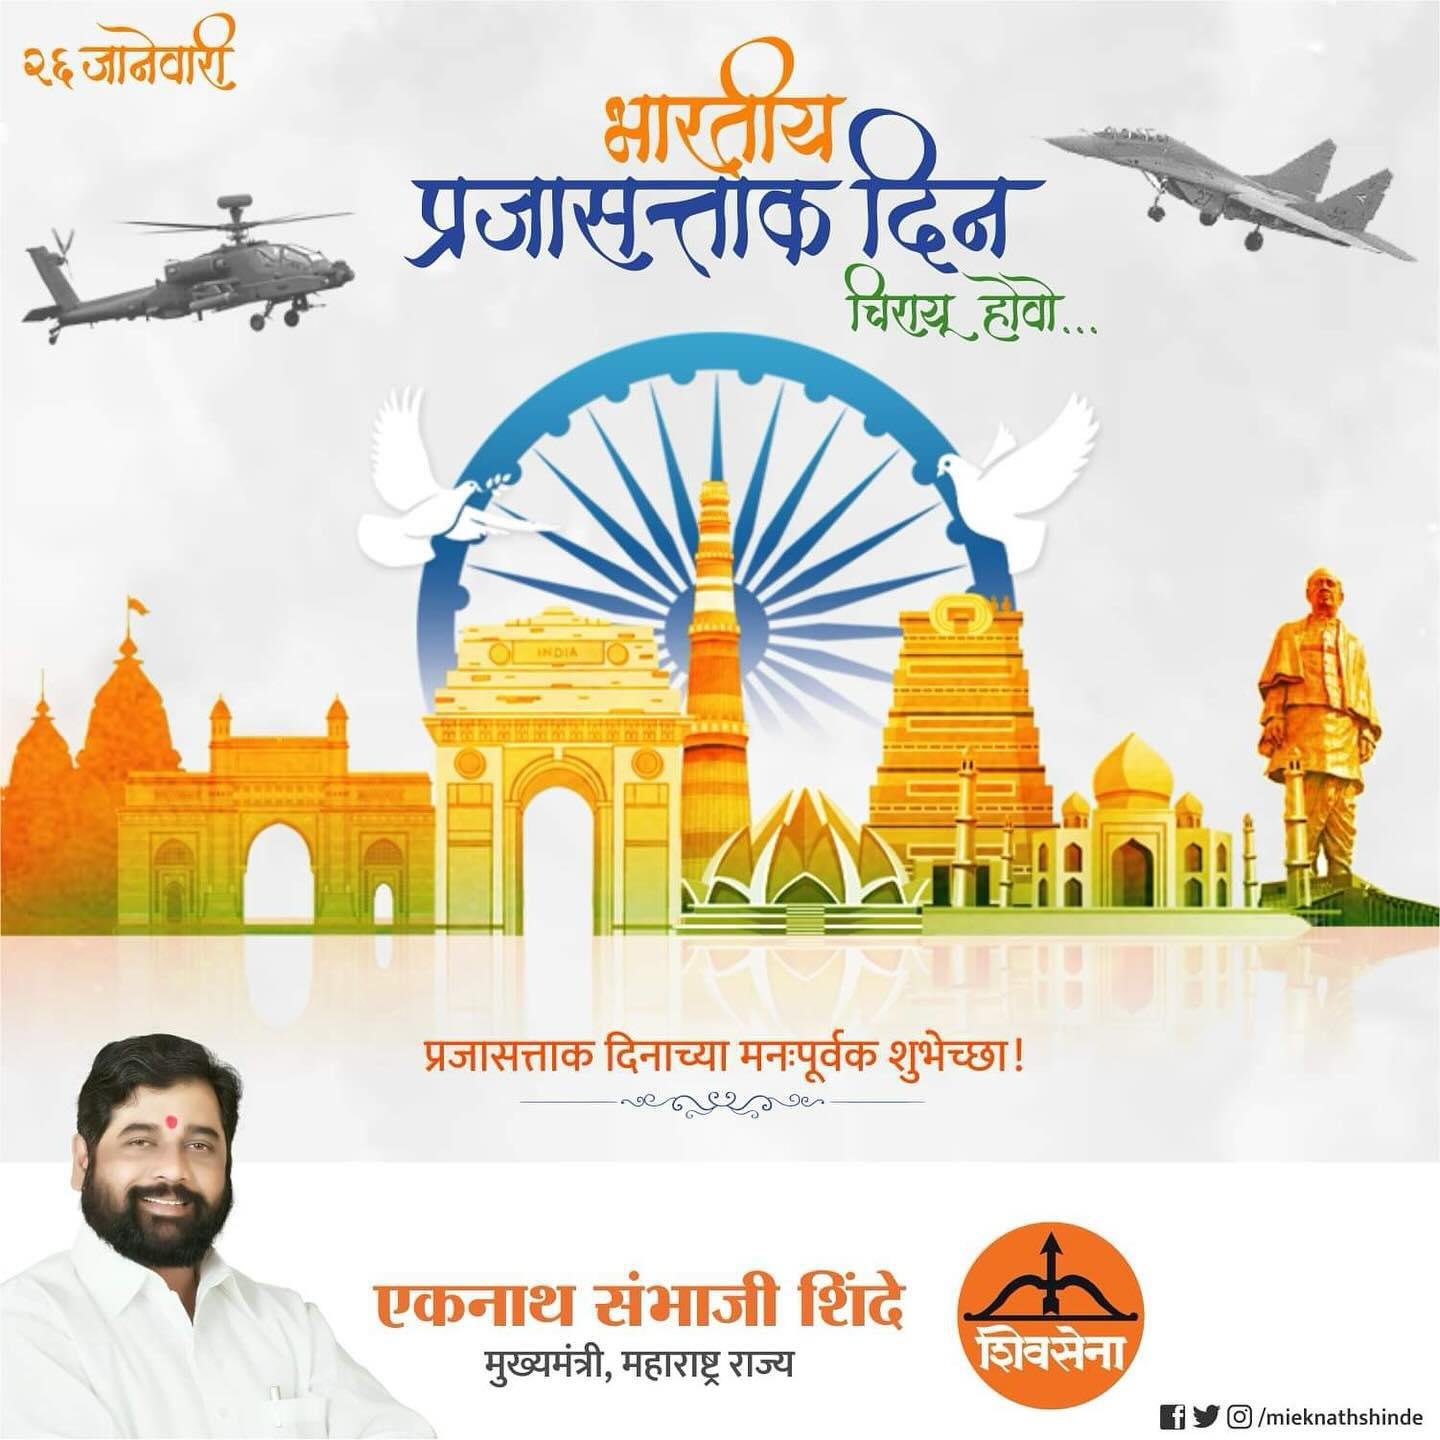 २६ जानेवारी
भारतीय
प्रजासत्ताक दिन
चिरायू होवो...
INDIA
प्रजासत्ताक दिनाच्या मनःपूर्वक शुभेच्छा!
एकनाथ संभाजी शिंदे
मुख्यमंत्री, महाराष्ट्र राज्य
शिवसेना
/mieknathshinde